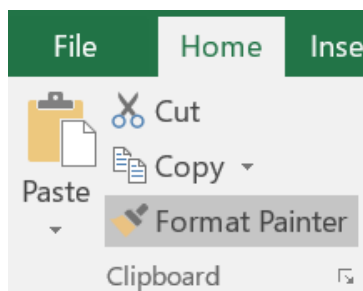 File Home Inse
Cut
Copy
Paste
Format Painter
Clipboard